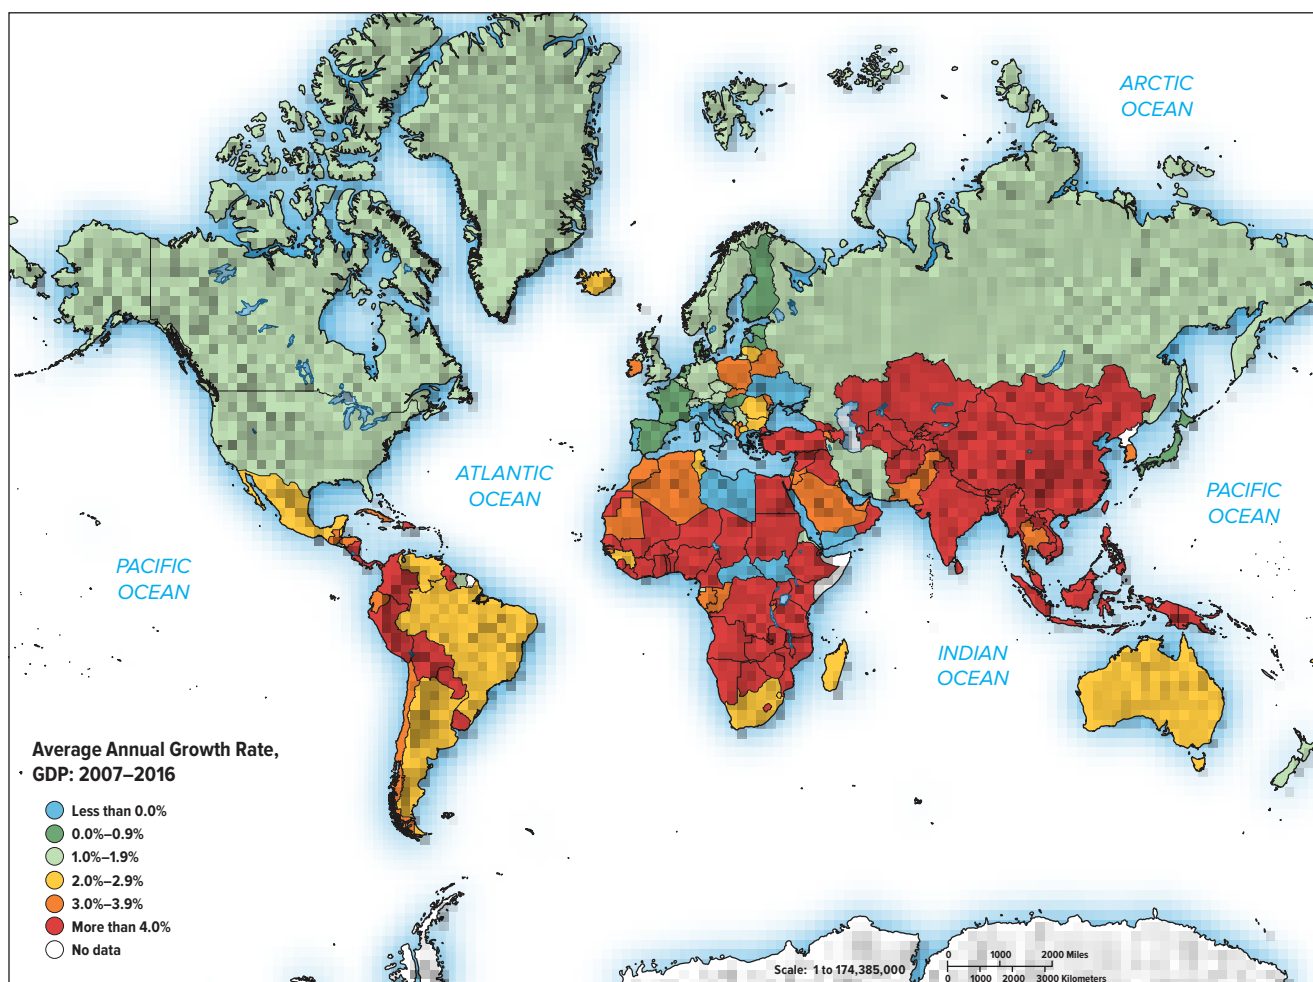 ARCTIC
OCEAN
ATLANTIC
OCEAN
PACIFIC
OCEAN
PACIFIC
OCEAN
INDIAN
OCEAN
Average Annual Growth Rate,
GDP: 2007–2016
Less than 0.0%
0.0%–0.9%
1.0%–1.9%
2.0%–2.9%
3.0%–3.9%
More than 4.0%
No data
Scale: 1 to 174,385,000
0 1000 2000 Miles
0 1000 2000 3000 Kilometers